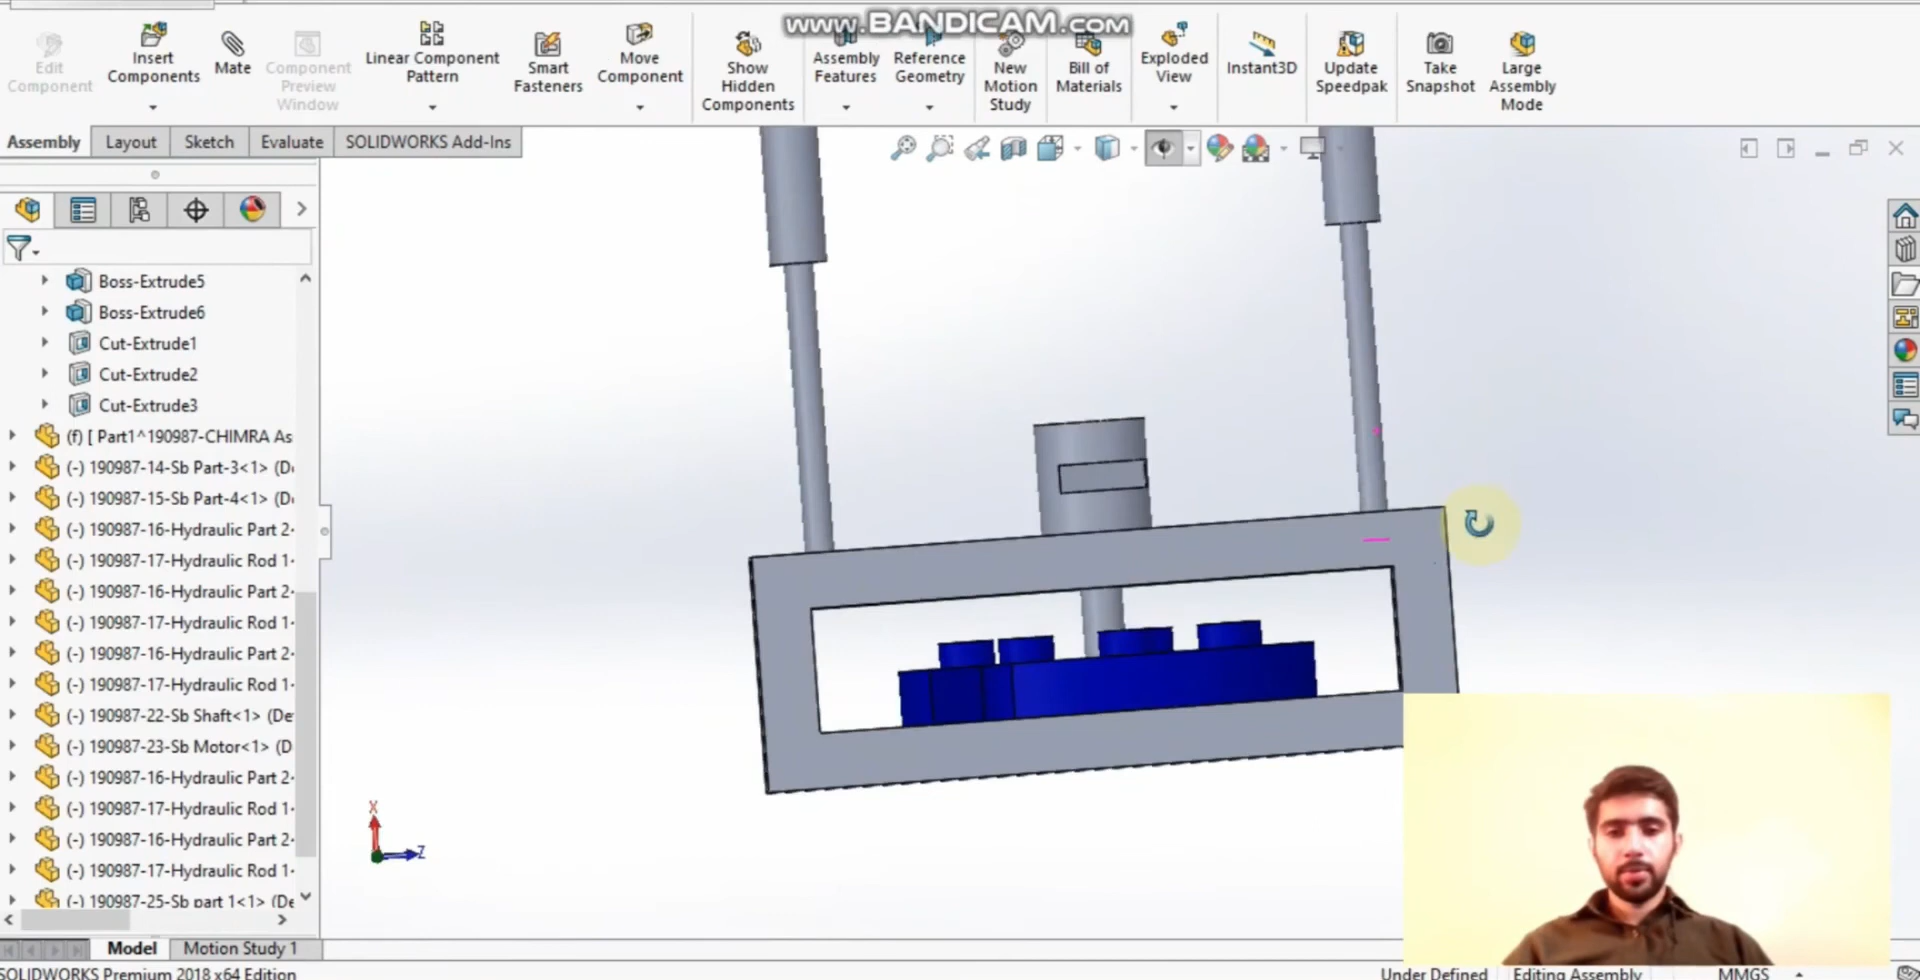 www.BANDICAM.com
Edit Component
Insert Components
Mate
Component Preview Window
Linear Component Pattern
Smart Fasteners
Move Component
Show Hidden Components
Assembly Features
Reference Geometry
New Motion Study
Bill of Materials
Exploded View
Instant3D
Update Speedpak
Take Snapshot
Large Assembly Mode
Assembly Layout Sketch Evaluate SOLIDWORKS Add-Ins
Boss-Extrude5
Boss-Extrude6
Cut-Extrude1
Cut-Extrude2
Cut-Extrude3
(f) [ Part1^190987-CHIMRA As
(-) 190987-14-Sb Part-3<1> (D
(-) 190987-15-Sb Part-4<1> (D
(-) 190987-16-Hydraulic Part 2
(-) 190987-17-Hydraulic Rod 1
(-) 190987-16-Hydraulic Part 2
(-) 190987-17-Hydraulic Rod 1
(-) 190987-16-Hydraulic Part 2
(-) 190987-17-Hydraulic Rod 1
(-) 190987-22-Sb Shaft<1> (De
(-) 190987-23-Sb Motor<1> (D
(-) 190987-16-Hydraulic Part 2
(-) 190987-17-Hydraulic Rod 1
(-) 190987-16-Hydraulic Part 2
(-) 190987-17-Hydraulic Rod 1
(-) 190987-25-Sb part 1<1> (De
X
Z
Model Motion Study 1
SOLIDWORKS Premium 2018 x64 Edition
Under Defined Editing Assembly MMGS